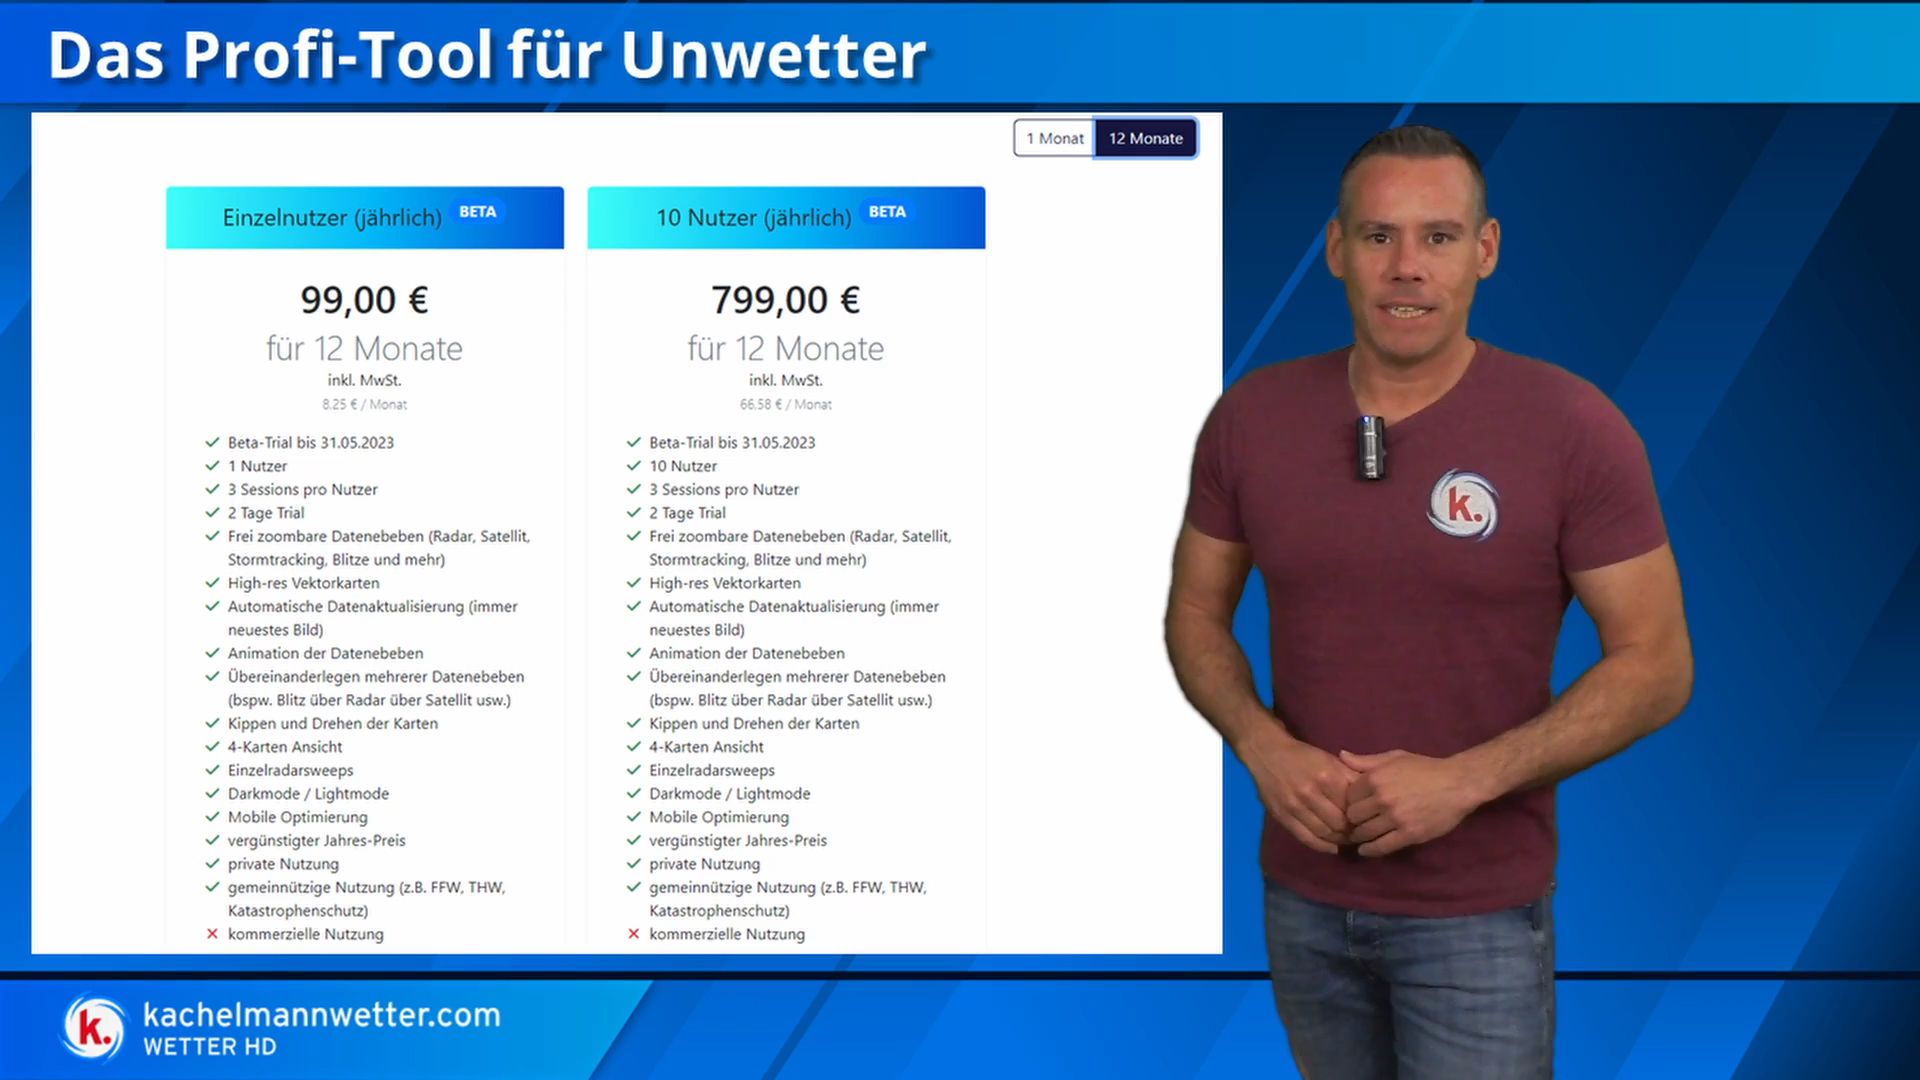 Das Profi-Tool für Unwetter
1 Monat
12 Monate
Einzelnutzer (jährlich) BETA
99,00 €
für 12 Monate
inkl. MwSt.
8.25 € / Monat
Beta-Trial bis 31.05.2023
1 Nutzer
3 Sessions pro Nutzer
2 Tage Trial
Frei zoombare Datenebeben (Radar, Satellit,
Stormtracking, Blitze und mehr)
High-res Vektorkarten
Automatische Datenaktualisierung (immer
neuestes Bild)
Animation der Datenebeben
Übereinanderlegen mehrerer Datenebeben
(bspw. Blitz über Radar über Satellit usw.)
Kippen und Drehen der Karten
4-Karten Ansicht
Einzelradarsweeps
Darkmode / Lightmode
Mobile Optimierung
vergünstigter Jahres-Preis
private Nutzung
gemeinnützige Nutzung (z.B. FFW, THW,
Katastrophenschutz)
kommerzielle Nutzung
10 Nutzer (jährlich) BETA
799,00 €
für 12 Monate
inkl. MwSt.
66.58 € / Monat
Beta-Trial bis 31.05.2023
10 Nutzer
3 Sessions pro Nutzer
2 Tage Trial
Frei zoombare Datenebeben (Radar, Satellit,
Stormtracking, Blitze und mehr)
High-res Vektorkarten
Automatische Datenaktualisierung (immer
neuestes Bild)
Animation der Datenebeben
Übereinanderlegen mehrerer Datenebeben
(bspw. Blitz über Radar über Satellit usw.)
Kippen und Drehen der Karten
4-Karten Ansicht
Einzelradarsweeps
Darkmode / Lightmode
Mobile Optimierung
vergünstigter Jahres-Preis
private Nutzung
gemeinnützige Nutzung (z.B. FFW, THW,
Katastrophenschutz)
kommerzielle Nutzung
k.
k.
kachelmannwetter.com
WETTER HD